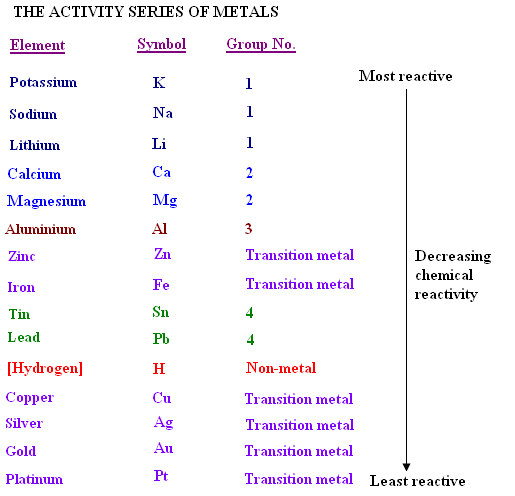 THE ACTIVITY SERIES OF METALS
Element Symbol Group No.
Potassium K 1 Most reactive
Sodium Na 1
Lithium Li 1
Calcium Ca 2
Magnesium Mg 2
Aluminium Al 3
Zinc Zn Transition metal Decreasing
chemical
Iron Fe Transition metal reactivity
Tin Sn 4
Lead Pb 4
[Hydrogen] H Non-metal
Copper Cu Transition metal
Silver Ag Transition metal
Gold Au Transition metal
Platinum Pt Transition metal Least reactive